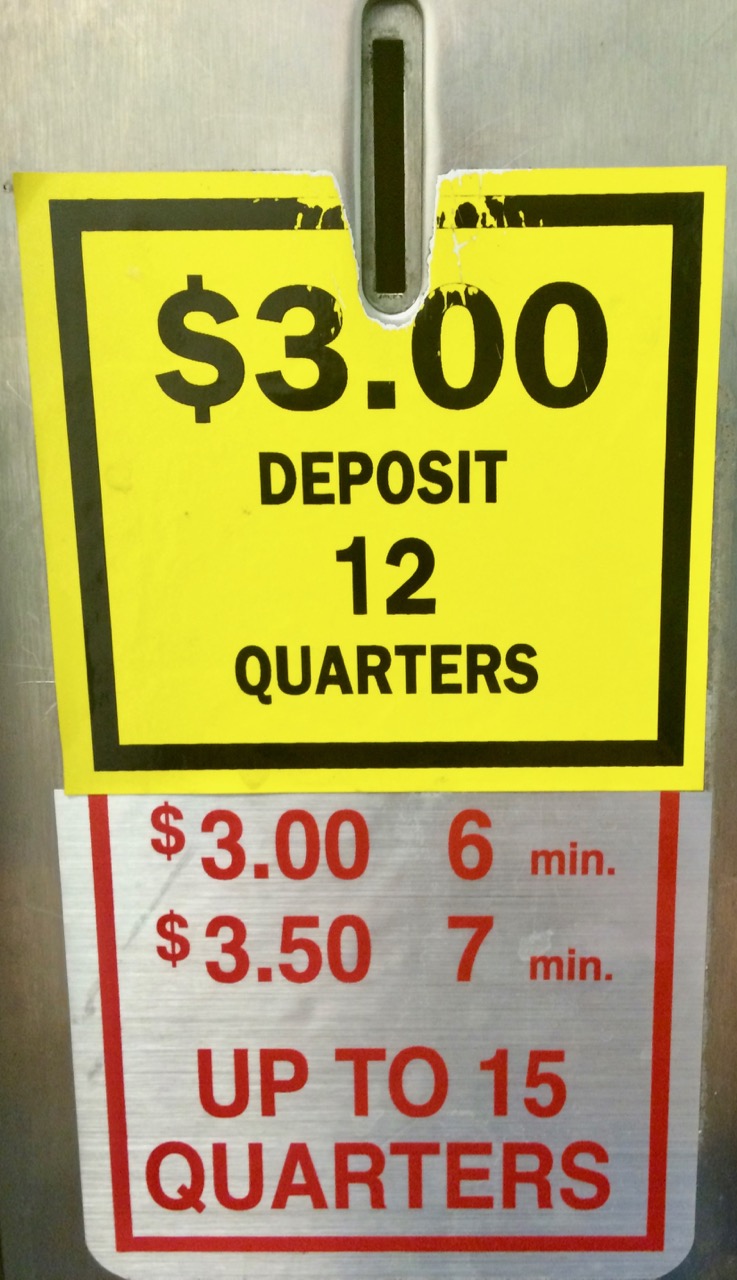 $3.00
DEPOSIT
12
QUARTERS
$3.00 6 min.
$3.50 7 min.
UP TO 15
QUARTERS